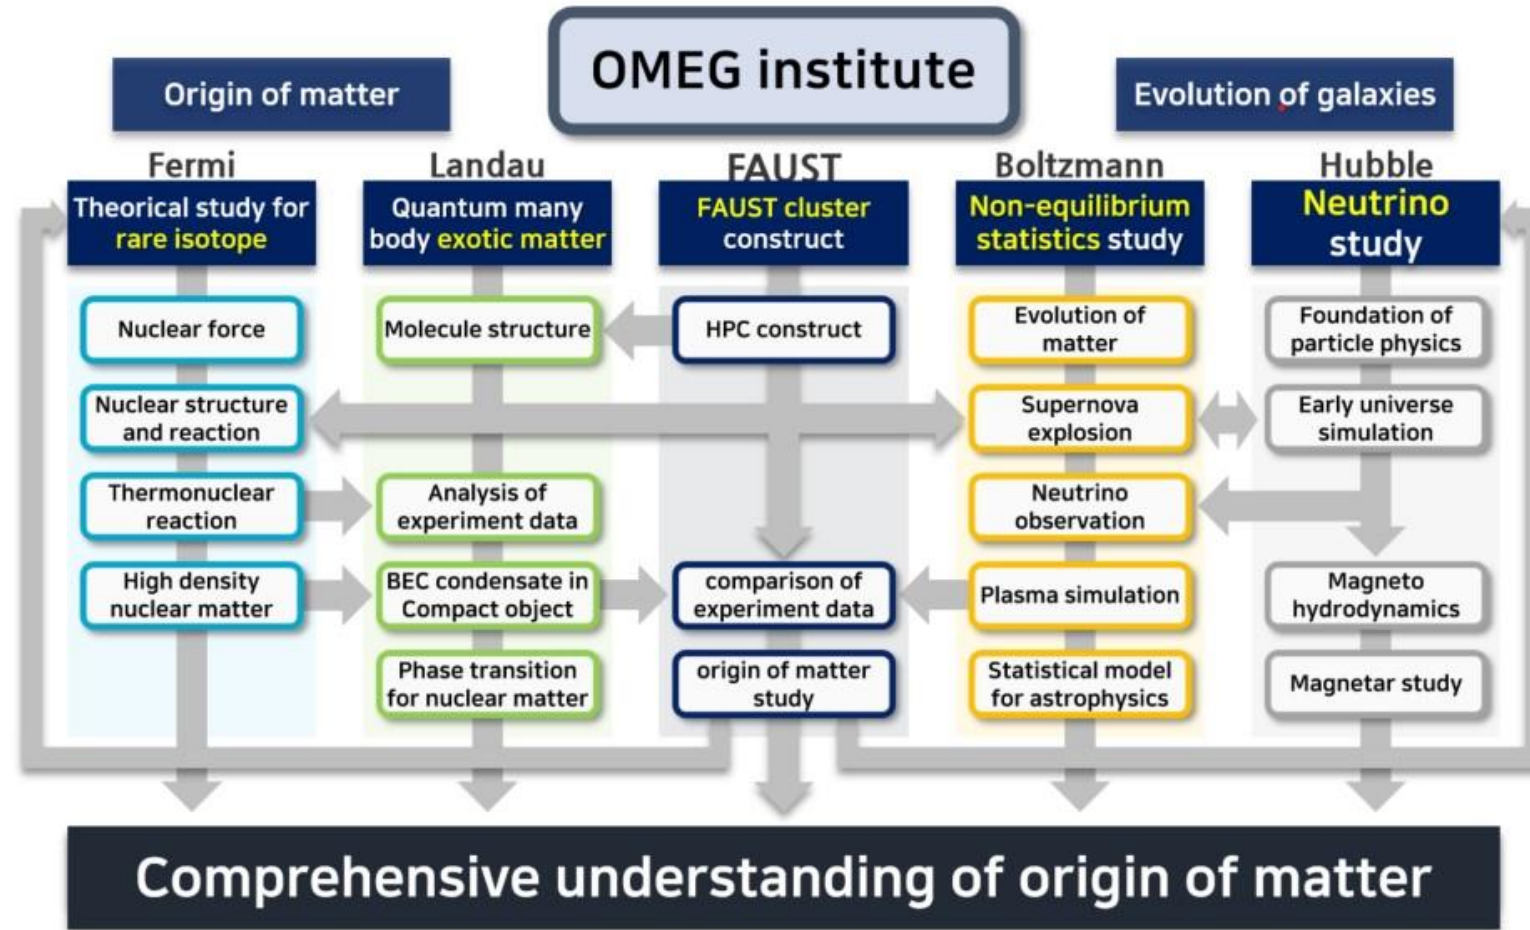 OMEG institute
Origin of matter
Evolution of galaxies
Fermi
Theorical study for
rare isotope
Nuclear force
Nuclear structure
and reaction
Thermonuclear
reaction
High density
nuclear matter
Landau
Quantum many
body exotic matter
Molecule structure
Analysis of
experiment data
BEC condensate in
Compact object
Phase transition
for nuclear matter
FAUST
FAUST cluster
construct
HPC construct
comparison of
experiment data
origin of matter
study
Boltzmann
Non-equilibrium
statistics study
Evolution of
matter
Supernova
explosion
Neutrino
observation
Plasma simulation
Statistical model
for astrophysics
Hubble
Neutrino
study
Foundation of
particle physics
Early universe
simulation
Magneto
hydrodynamics
Magnetar study
Comprehensive understanding of origin of matter